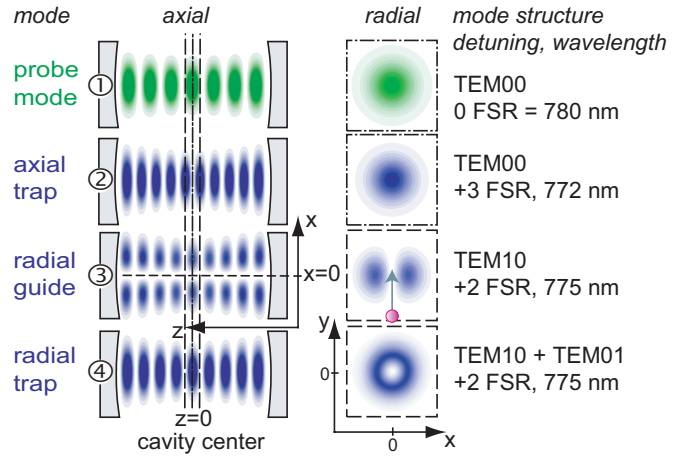 mode axial radial mode structure
detuning, wavelength
probe
mode
①
TEM00
0 FSR = 780 nm
axial
trap
②
TEM00
+3 FSR, 772 nm
x
radial
guide
③
x=0
TEM10
+2 FSR, 775 nm
z
y
radial
trap
④
0
TEM10 + TEM01
+2 FSR, 775 nm
z=0
cavity center
0
x